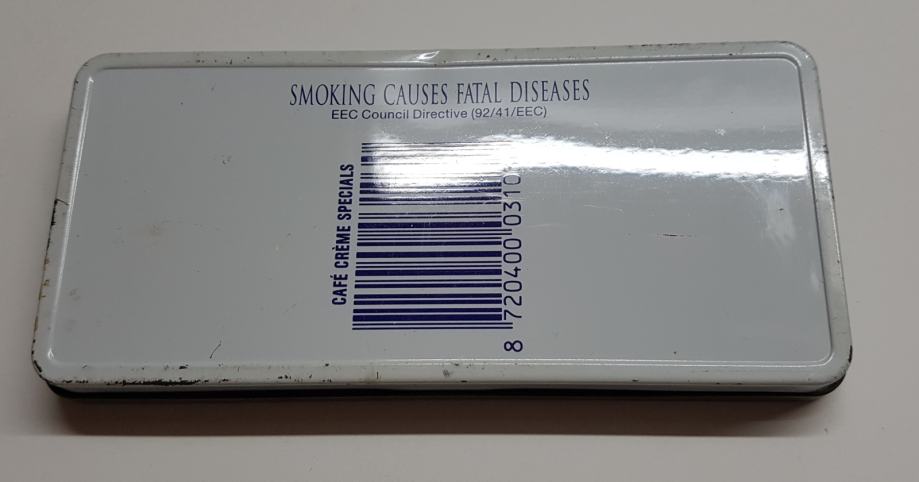 SMOKING CAUSES FATAL DISEASES
EEC Council Directive (92/41/EEC)
CAFÉ CRÈME SPECIALS
8 720400 0310